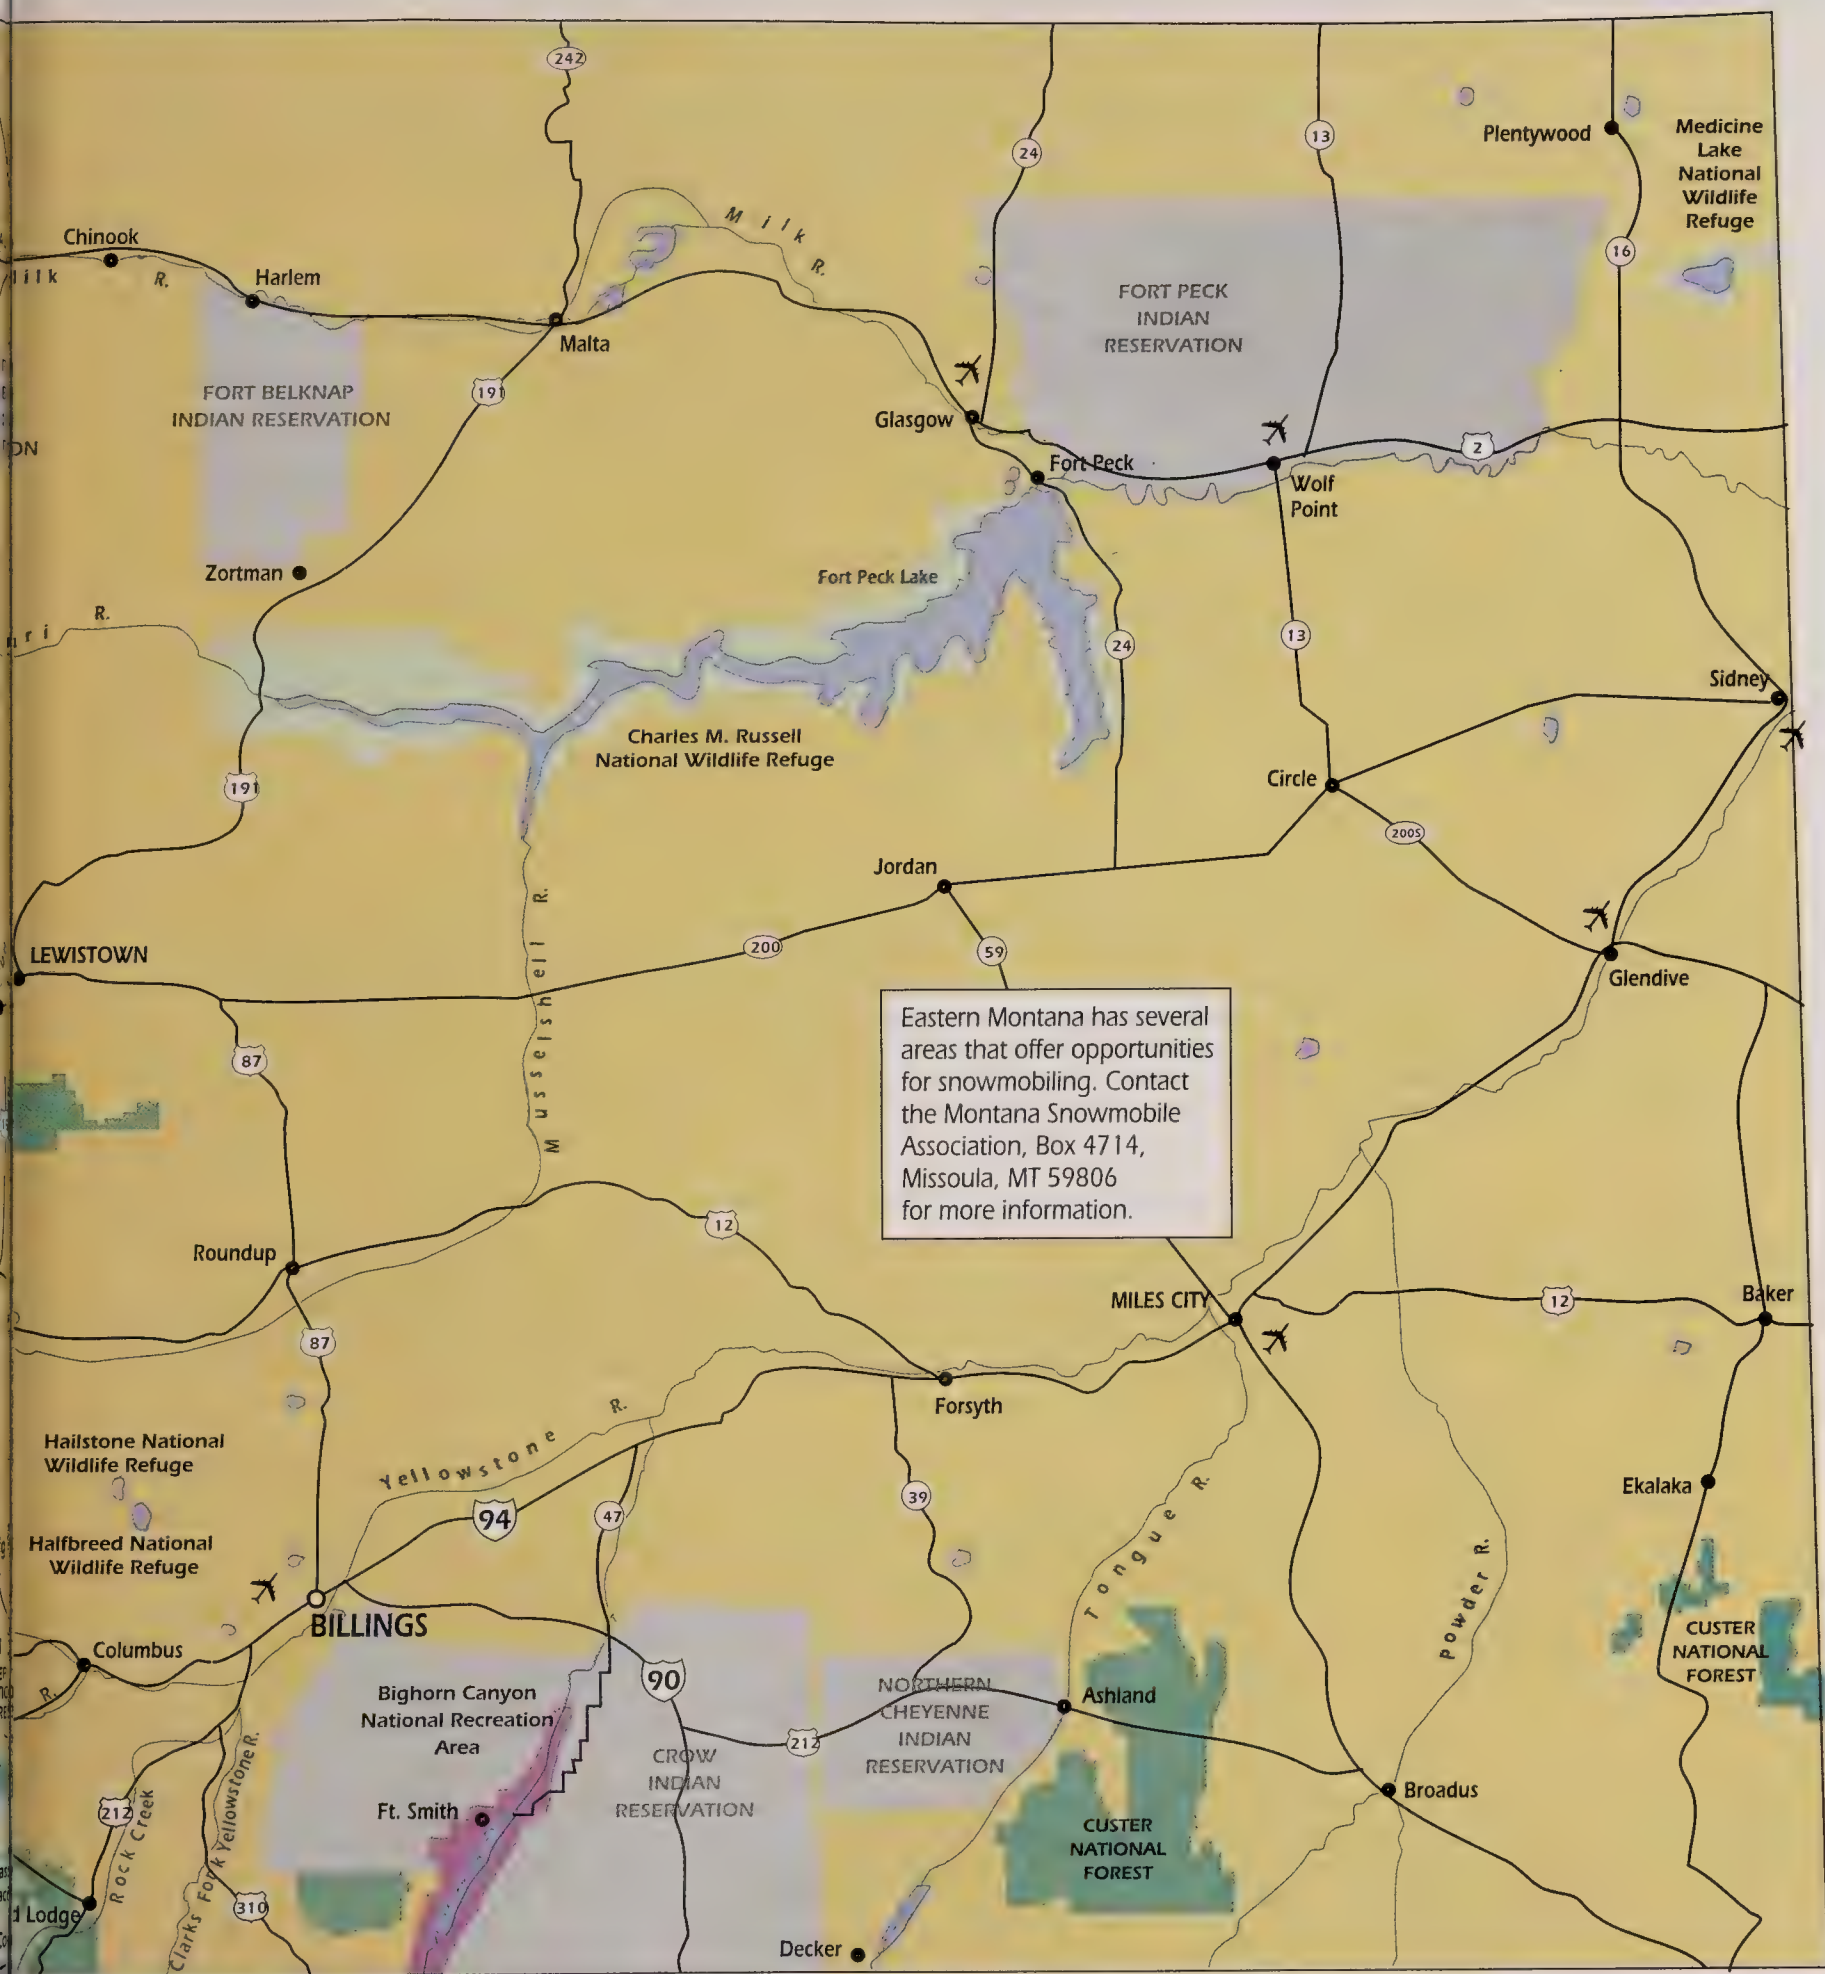 242
24
13
Plentywood
Medicine
Lake
National
Wildlife
Refuge
16
Milk R.
Chinook
R.
Harlem
Malta
FORT PECK
INDIAN
RESERVATION
191
FORT BELKNAP
INDIAN RESERVATION
Glasgow
2
Fort Peck
Wolf
Point
Zortman
Fort Peck Lake
R.
24
13
Sidney
Charles M. Russell
National Wildlife Refuge
191
Circle
200S
Jordan
LEWISTOWN
200
59
Glendive
Musselshell R.
87
Eastern Montana has several
areas that offer opportunities
for snowmobiling. Contact
the Montana Snowmobile
Association, Box 4714,
Missoula, MT 59806
for more information.
12
Roundup
MILES CITY
12
Baker
87
Forsyth
Hailstone National
Wildlife Refuge
Yellowstone R.
94
47
39
Tongue R.
Ekalaka
Halfbreed National
Wildlife Refuge
Powder R.
BILLINGS
CUSTER
NATIONAL
FOREST
Columbus
R.
90
Bighorn Canyon
National Recreation
Area
NORTHERN
CHEYENNE
INDIAN
RESERVATION
Ashland
212
CROW
INDIAN
RESERVATION
Ft. Smith
Broadus
212
Rock Creek
Clarks Fork Yellowstone R.
CUSTER
NATIONAL
FOREST
310
d Lodge
Decker